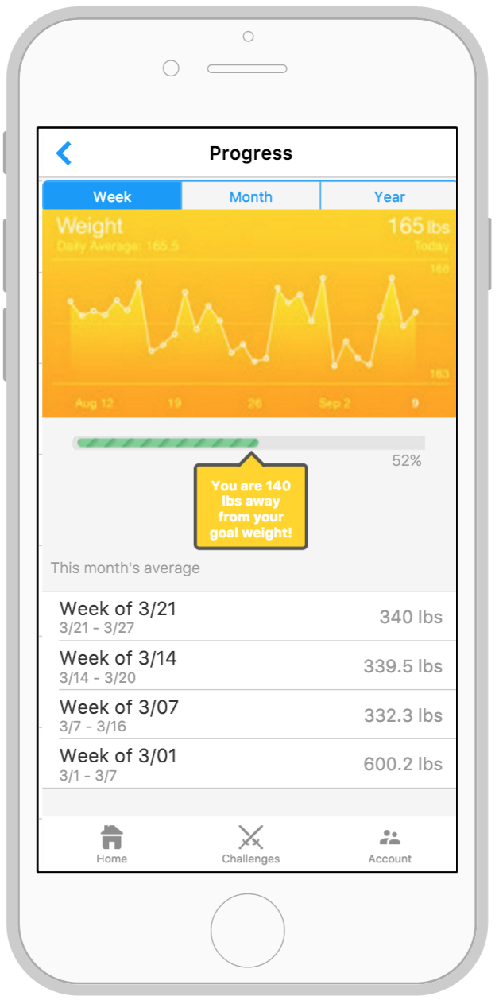 Progress
Week Month Year
Weight 165 lbs
Daily Average: 165.5 Today
168
163
Aug 12 19 26 Sep 2 9
52%
You are 140
lbs away
from your
goal weight!
This month's average
Week of 3/21
3/21 - 3/27
340 lbs
Week of 3/14
3/14 - 3/20
339.5 lbs
Week of 3/07
3/7 - 3/16
332.3 lbs
Week of 3/01
3/1 - 3/7
600.2 lbs
Home Challenges Account